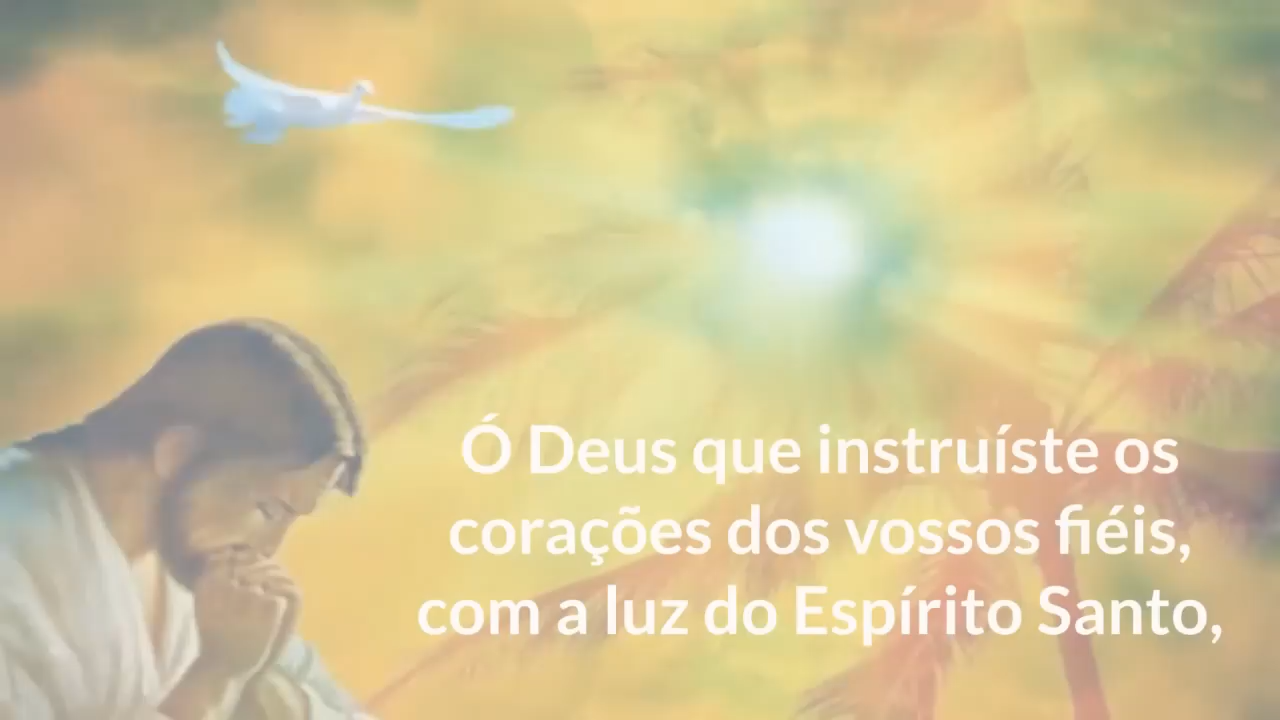 Ó Deus que instruíste os
corações dos vossos fiéis,
com a luz do Espírito Santo,